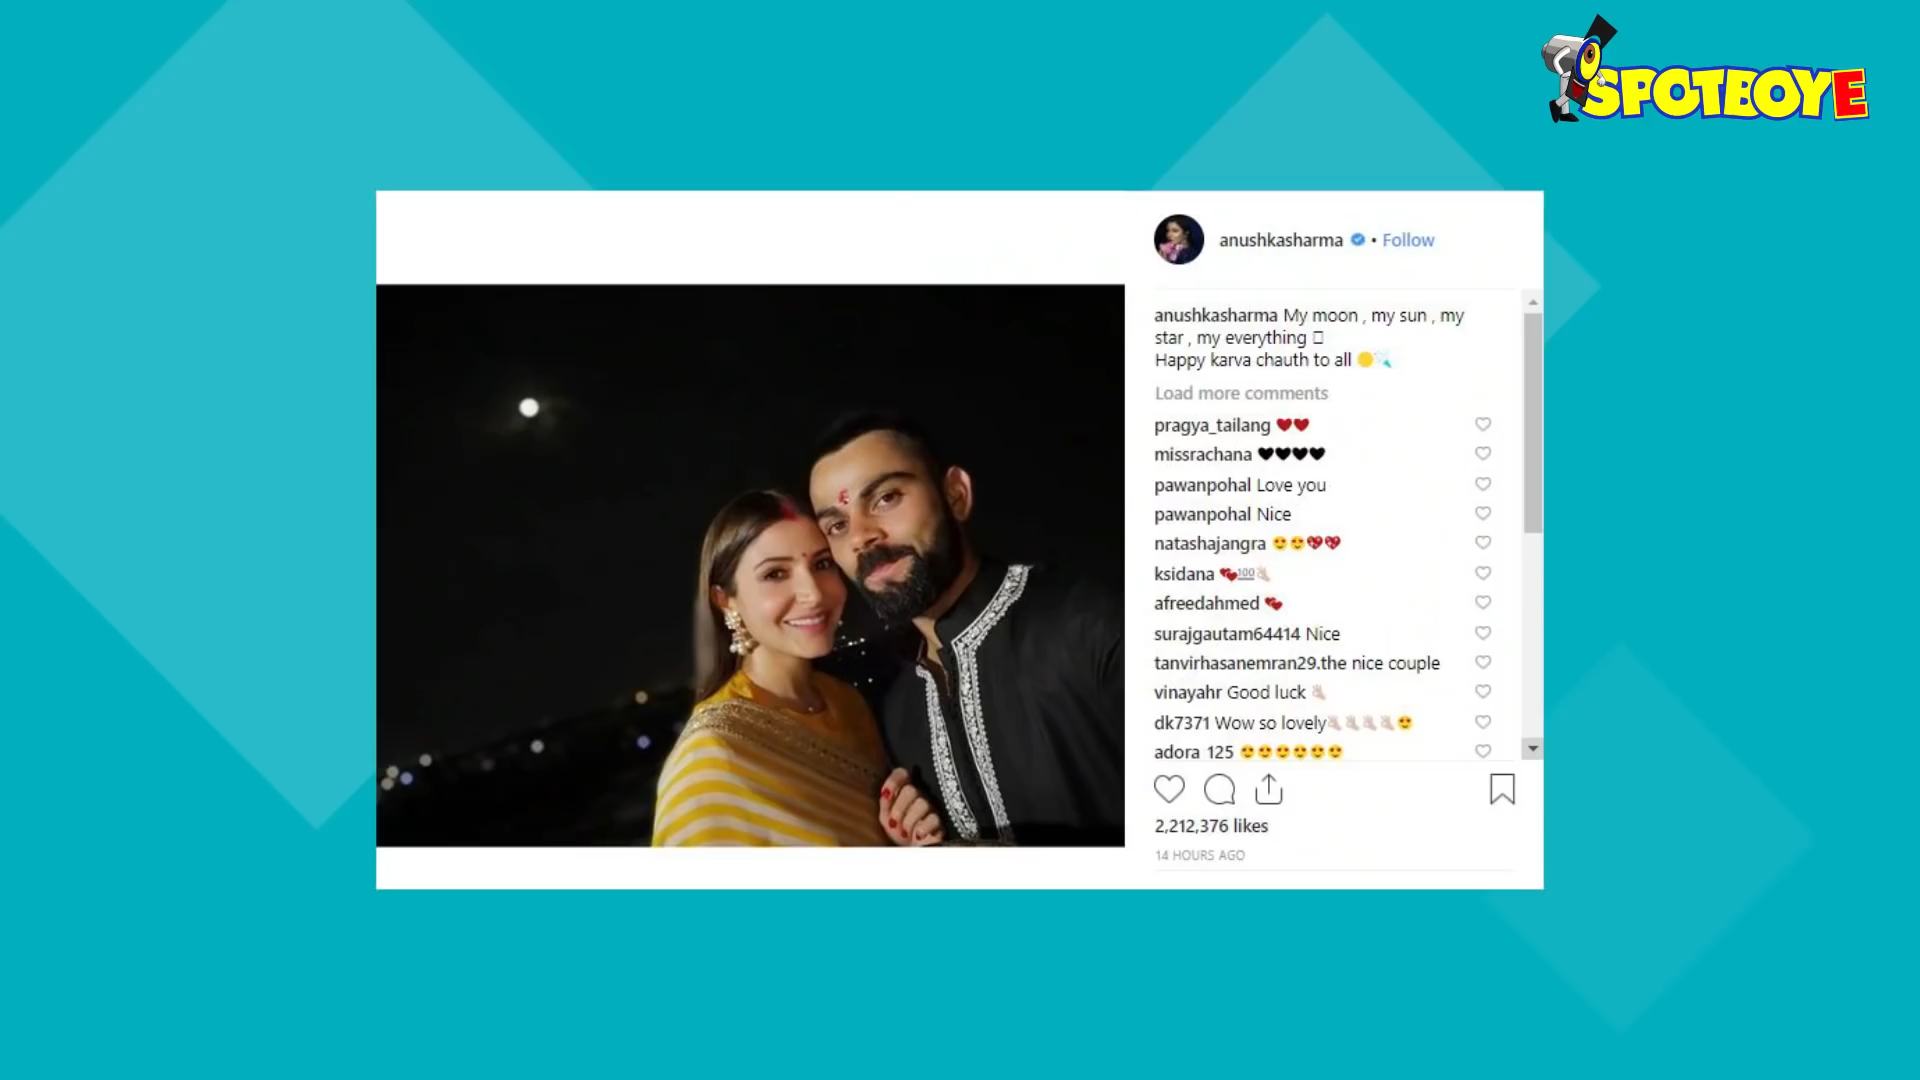 SPOTBOYE
anushkasharma • Follow
anushkasharma My moon , my sun , my
star , my everything
Happy karva chauth to all
Load more comments
pragya_tailang
missrachana
pawanpohal Love you
pawanpohal Nice
natashajangra
ksidana 100
afreedahmed
surajgautam64414 Nice
tanvirhasanemran29.the nice couple
vinayahr Good luck
dk7371 Wow so lovely
adora 125
2,212,376 likes
14 HOURS AGO